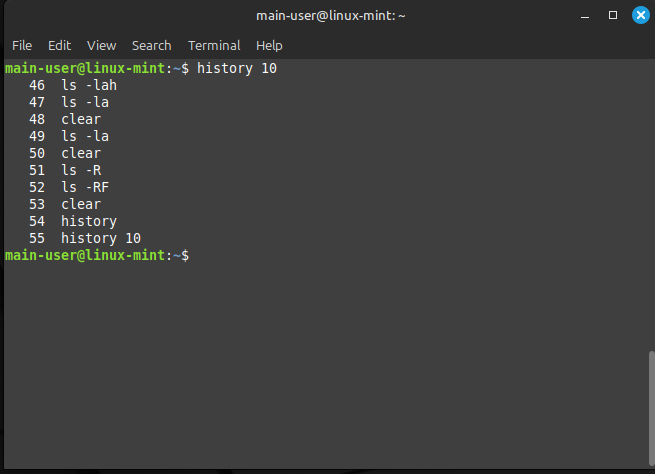 main-user@linux-mint: ~
File Edit View Search Terminal Help
main-user@linux-mint:~$ history 10
46 ls -lah
47 ls -la
48 clear
49 ls -la
50 clear
51 ls -R
52 ls -RF
53 clear
54 history
55 history 10
main-user@linux-mint:~$